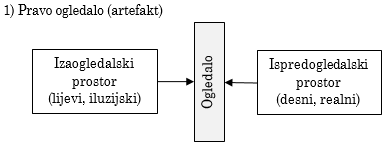 1) Pravo ogledalo (artefakt)
Izaogledalski
prostor
(lijevi, iluzijski)
Ogledalo
Ispredogledalski
prostor
(desni, realni)